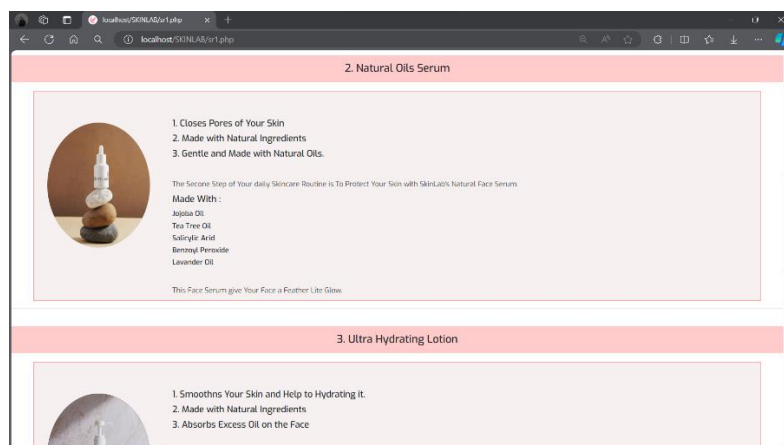 localhost/SKINLAB/sr1.php
localhost/SKINLAB/sr1.php
2. Natural Oils Serum
1. Closes Pores of Your Skin
2. Made with Natural Ingredients
3. Gentle and Made with Natural Oils.
The Secone Step of Your daily Skincare Routine is To Protect Your Skin with SkinLab's Natural Face Serum.
Made With :
Jojoba Oil
Tea Tree Oil
Salicylic Acid
Benzoyl Peroxide
Lavander Oil
This Face Serum give Your Face a Feather Lite Glow.
3. Ultra Hydrating Lotion
1. Smoothns Your Skin and Help to Hydrating it.
2. Made with Natural Ingredients
3. Absorbs Excess Oil on the Face